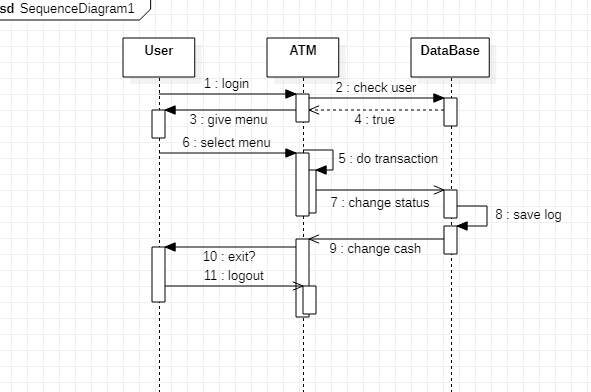 sd SequenceDiagram1
User
ATM
DataBase
1 : login
2 : check user
3 : give menu
4 : true
6 : select menu
5 : do transaction
7 : change status
8 : save log
9 : change cash
10 : exit?
11 : logout